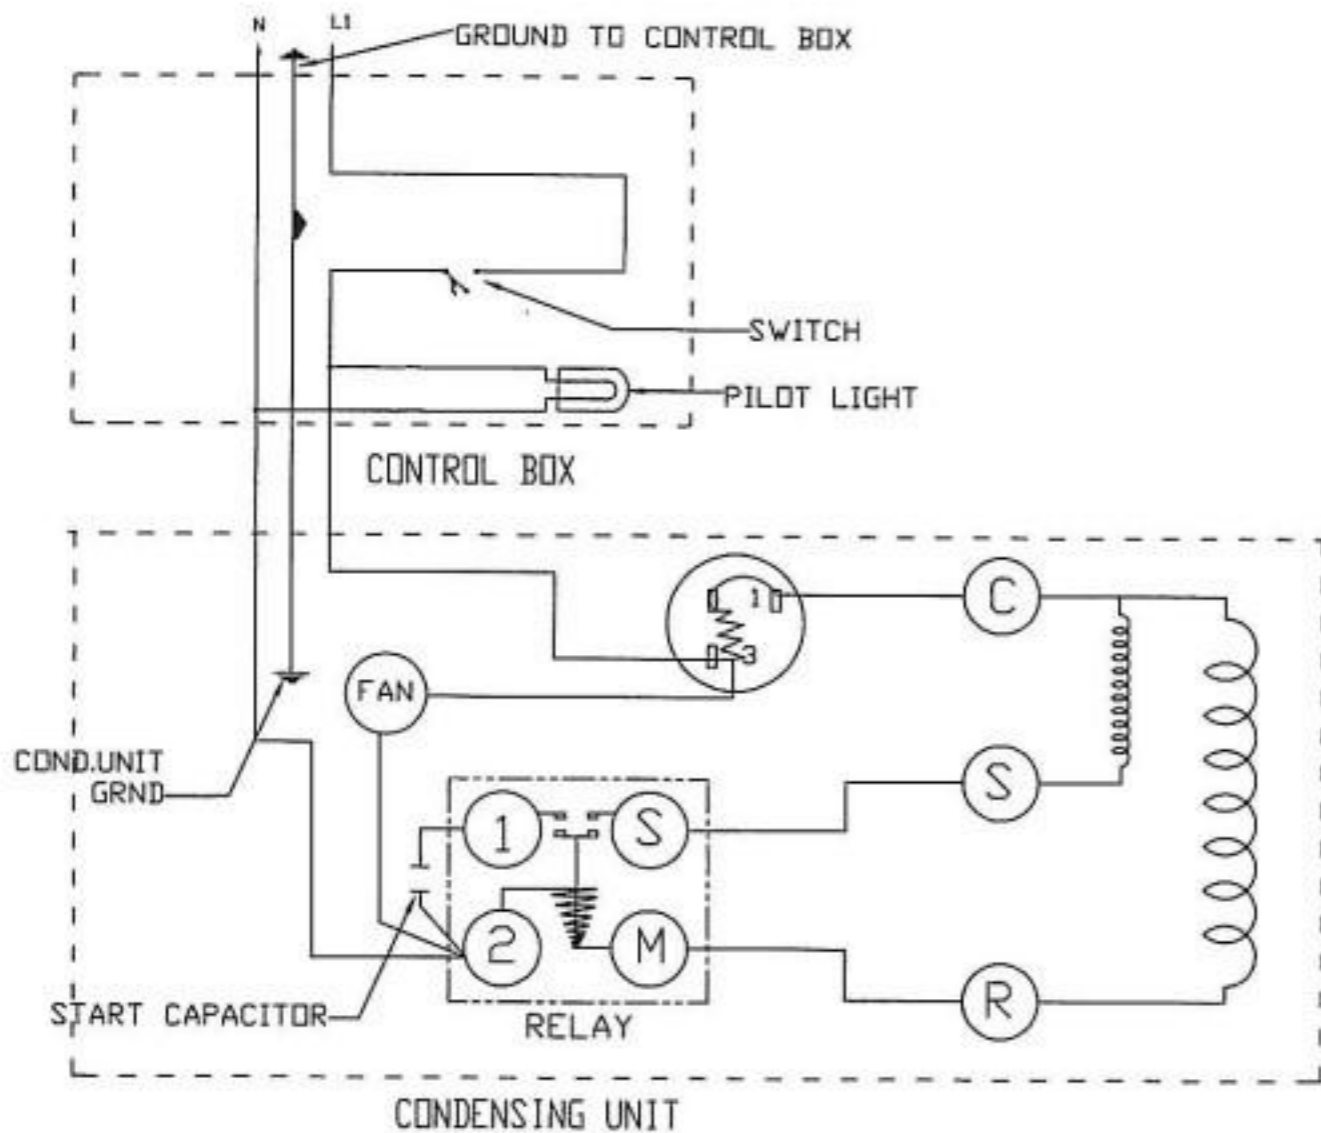 N
L1
GROUND TO CONTROL BOX
SWITCH
PILOT LIGHT
CONTROL BOX
1
3
C
FAN
COND.UNIT
GRND
S
1
S
2
M
R
START CAPACITOR
RELAY
CONDENSING UNIT